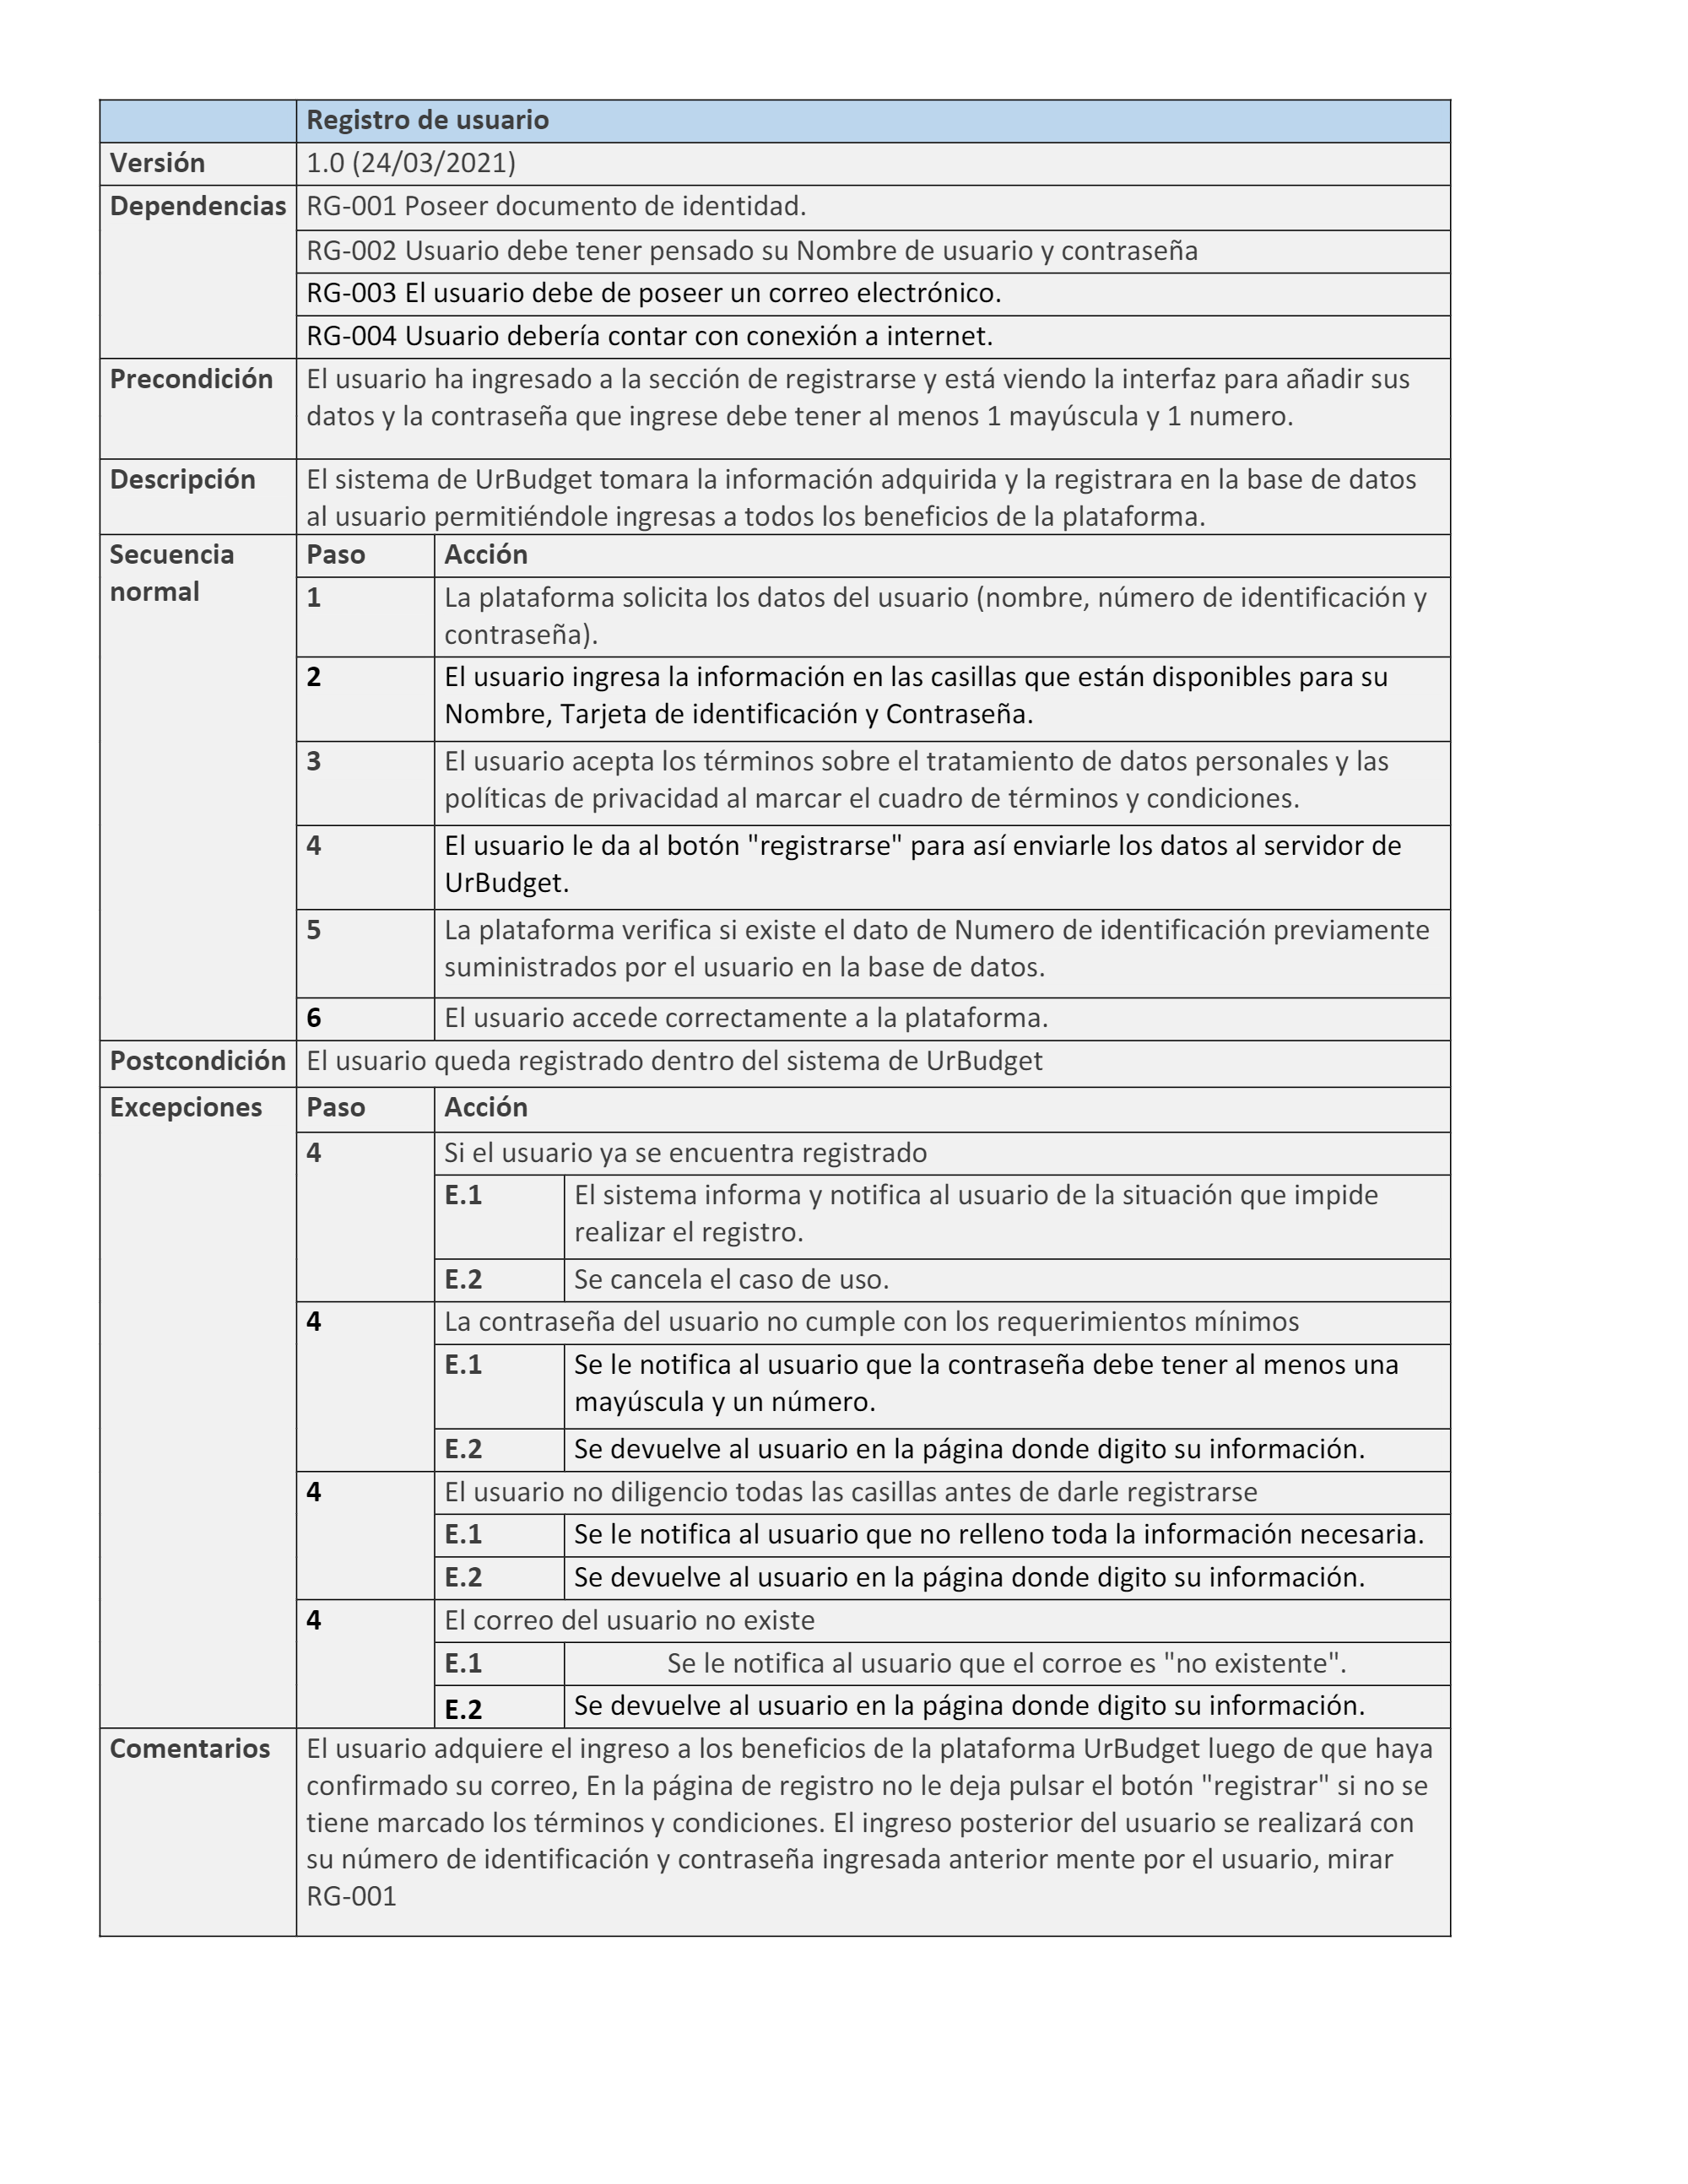 Registro de usuario
Versión
1.0 (24/03/2021)
Dependencias
RG-001 Poseer documento de identidad.
RG-002 Usuario debe tener pensado su Nombre de usuario y contraseña
RG-003 El usuario debe de poseer un correo electrónico.
RG-004 Usuario debería contar con conexión a internet.
Precondición
El usuario ha ingresado a la sección de registrarse y está viendo la interfaz para añadir sus
datos y la contraseña que ingrese debe tener al menos 1 mayúscula y 1 numero.
Descripción
El sistema de UrBudget tomara la información adquirida y la registrara en la base de datos
al usuario permitiéndole ingresas a todos los beneficios de la plataforma.
Secuencia
normal
Paso
Acción
1
La plataforma solicita los datos del usuario (nombre, número de identificación y
contraseña).
2
El usuario ingresa la información en las casillas que están disponibles para su
Nombre, Tarjeta de identificación y Contraseña.
3
El usuario acepta los términos sobre el tratamiento de datos personales y las
políticas de privacidad al marcar el cuadro de términos y condiciones.
4
El usuario le da al botón "registrarse" para así enviarle los datos al servidor de
UrBudget.
5
La plataforma verifica si existe el dato de Numero de identificación previamente
suministrados por el usuario en la base de datos.
6
El usuario accede correctamente a la plataforma.
Postcondición
El usuario queda registrado dentro del sistema de UrBudget
Excepciones
Paso
Acción
4
Si el usuario ya se encuentra registrado
E.1
El sistema informa y notifica al usuario de la situación que impide
realizar el registro.
E.2
Se cancela el caso de uso.
4
La contraseña del usuario no cumple con los requerimientos mínimos
E.1
Se le notifica al usuario que la contraseña debe tener al menos una
mayúscula y un número.
E.2
Se devuelve al usuario en la página donde digito su información.
4
El usuario no diligencio todas las casillas antes de darle registrarse
E.1
Se le notifica al usuario que no relleno toda la información necesaria.
E.2
Se devuelve al usuario en la página donde digito su información.
4
El correo del usuario no existe
E.1
Se le notifica al usuario que el corroe es "no existente".
E.2
Se devuelve al usuario en la página donde digito su información.
Comentarios
El usuario adquiere el ingreso a los beneficios de la plataforma UrBudget luego de que haya
confirmado su correo, En la página de registro no le deja pulsar el botón "registrar" si no se
tiene marcado los términos y condiciones. El ingreso posterior del usuario se realizará con
su número de identificación y contraseña ingresada anterior mente por el usuario, mirar
RG-001